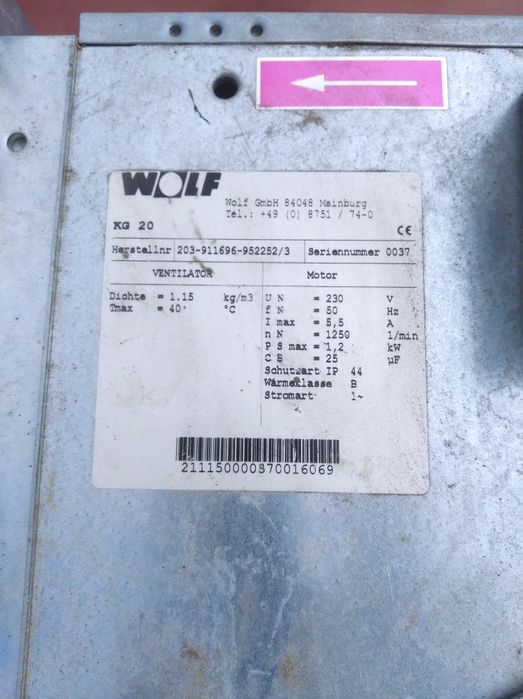 WOLF
Wolf GmbH 84048 Mainburg
Tel.: +49 (0) 8751 / 74-0
KG 20 CE
Herstellnr 203-911696-952252/3 Seriennummer 0037
VENTILATOR Motor
Dichte = 1.15 kg/m3 U N = 230 V
Tmax = 40 °C f N = 50 Hz
I max = 5,5 A
n N = 1250 1/min
P S max = 1,2 kW
C B = 25 µF
Schutzart IP 44
Wärmeklasse B
Stromart 1~
211150000370016069